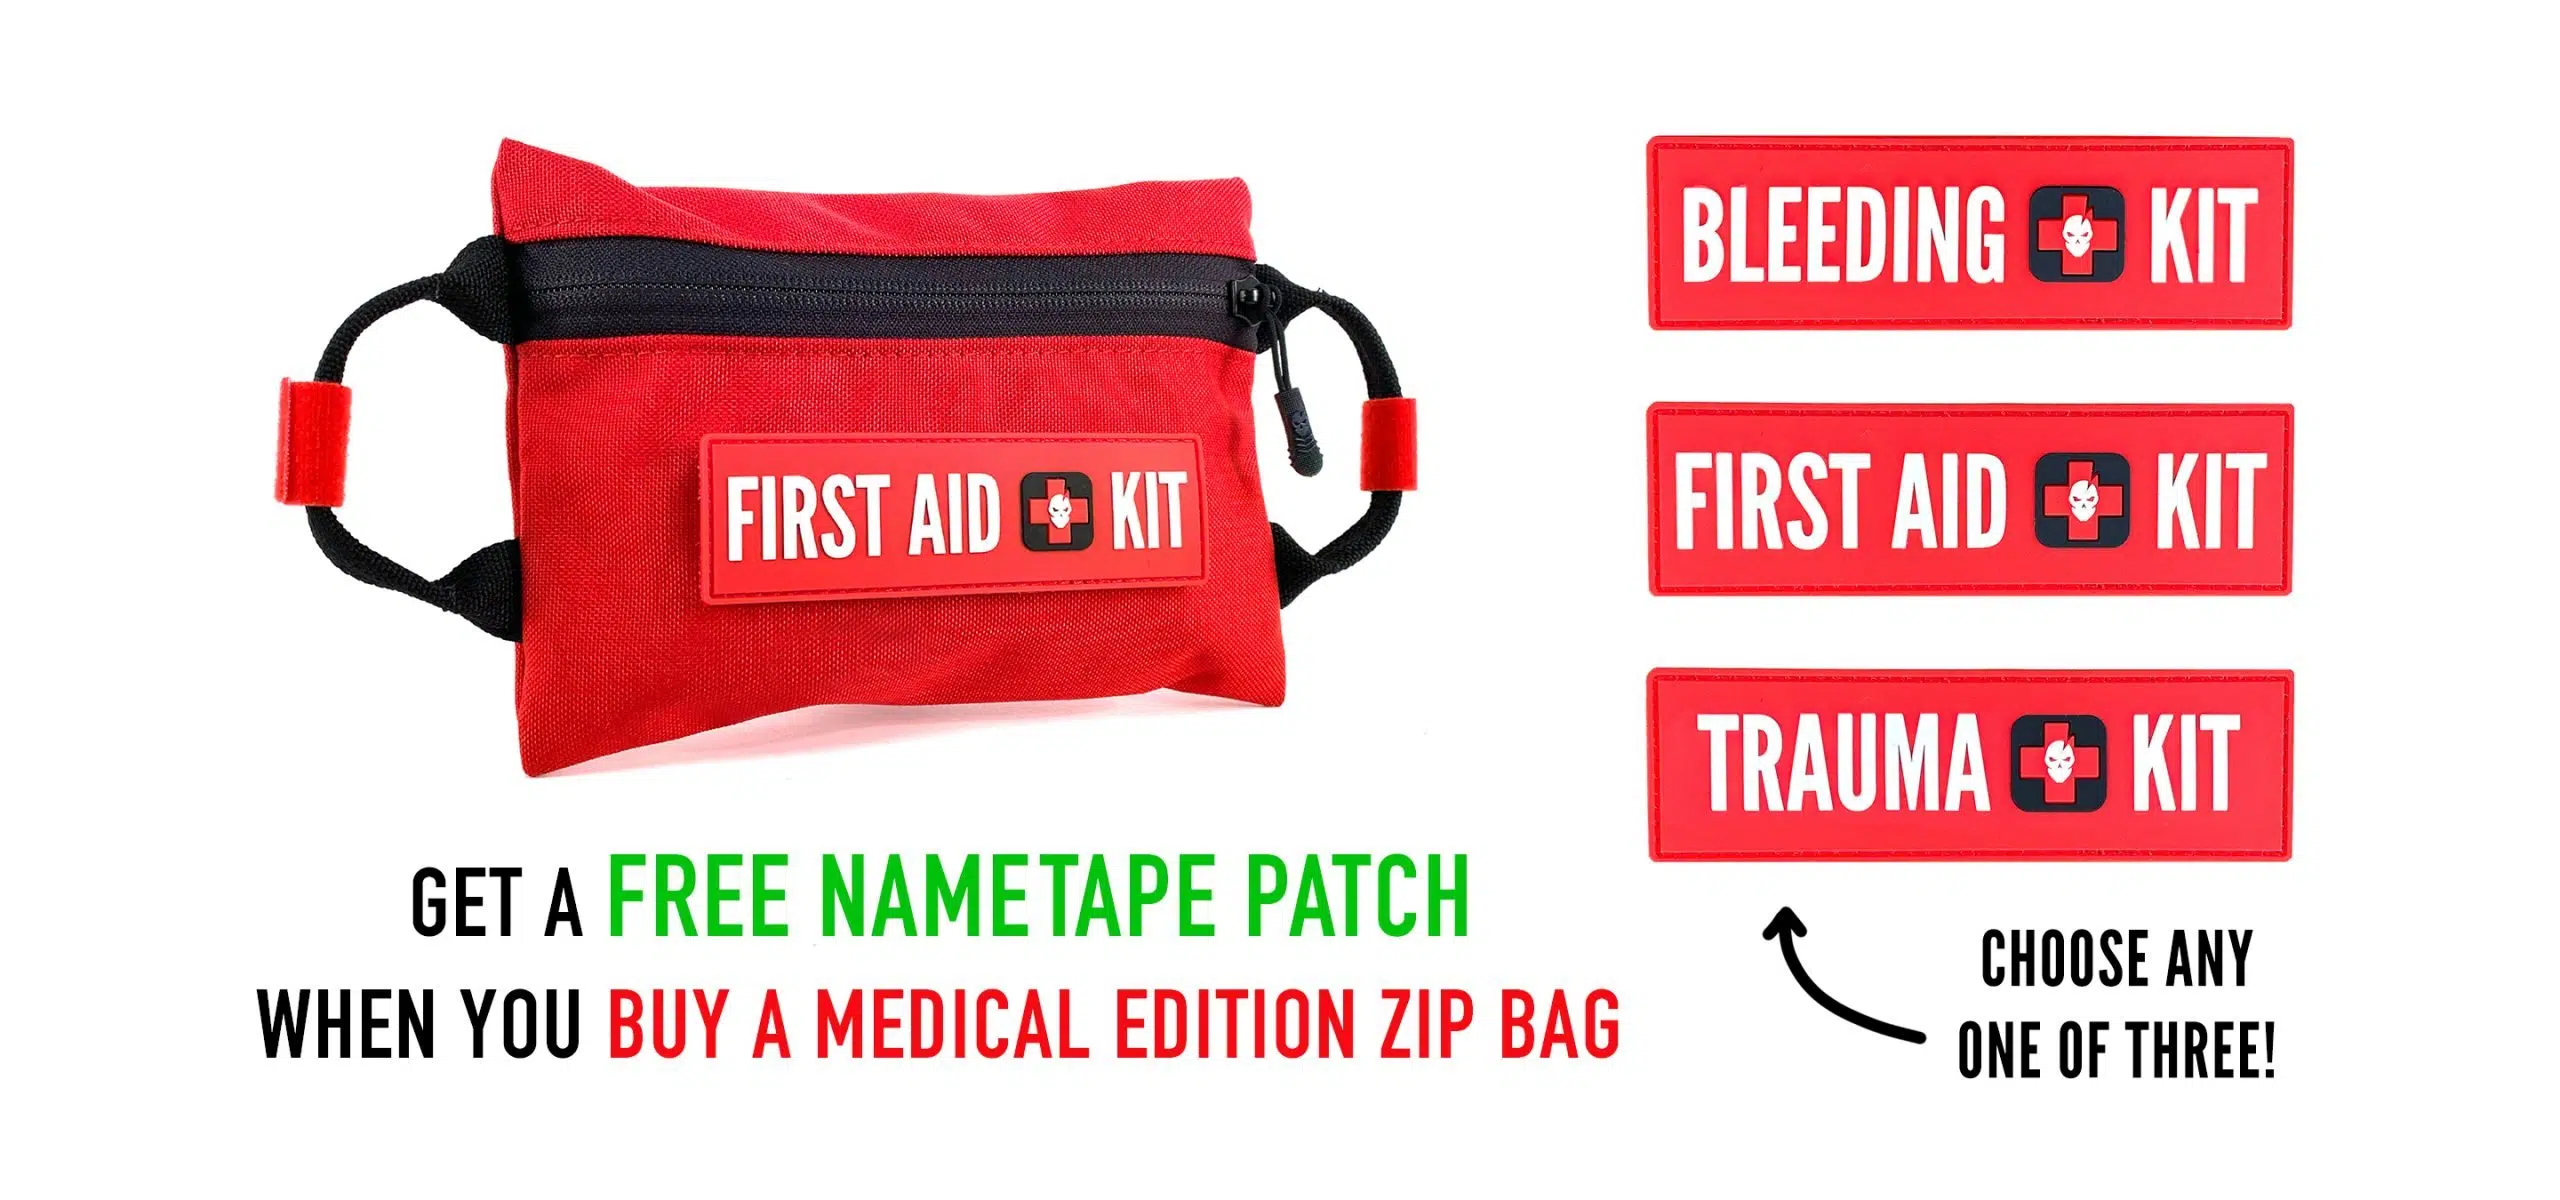 FIRST AID KIT
GET A FREE NAMETAPE PATCH
WHEN YOU BUY A MEDICAL EDITION ZIP BAG
BLEEDING KIT
FIRST AID KIT
TRAUMA KIT
CHOOSE ANY
ONE OF THREE!